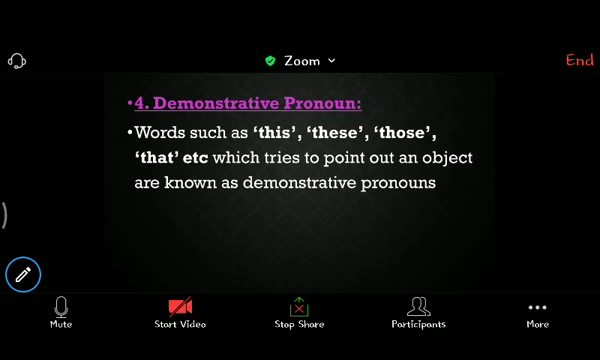 Zoom
End
•4. Demonstrative Pronoun:
•Words such as ‘this’, ‘these’, ‘those’,
‘that’ etc which tries to point out an object
are known as demonstrative pronouns
Mute
Start Video
Stop Share
Participants
More